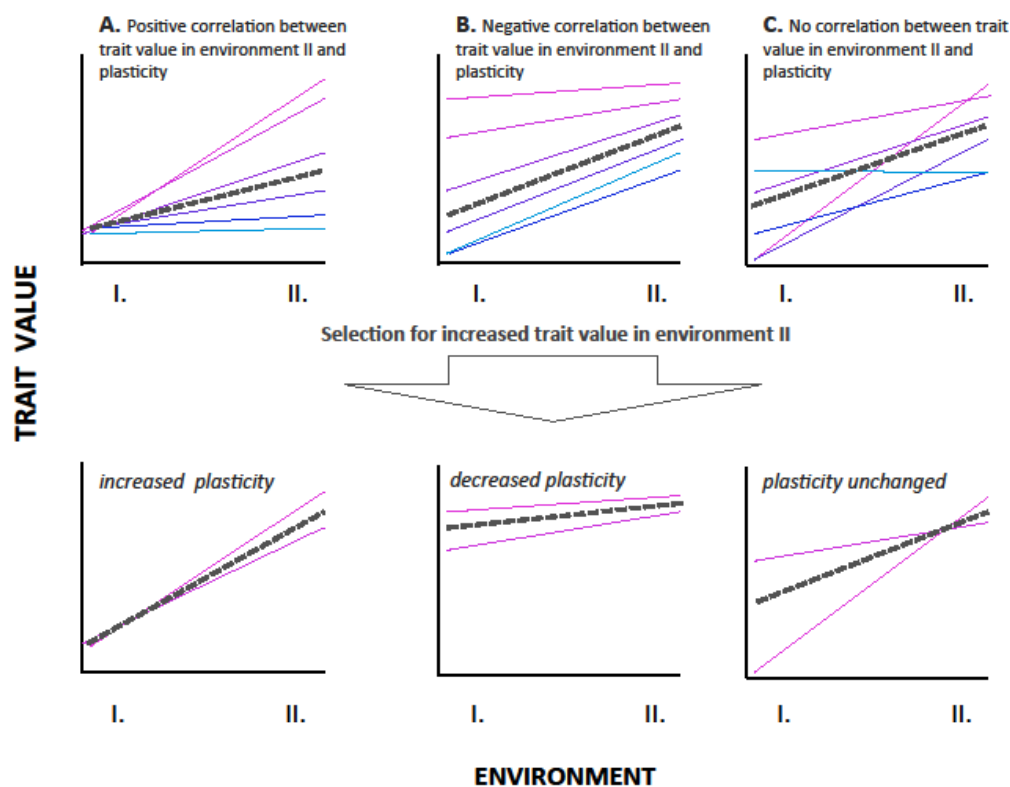 A. Positive correlation between
trait value in environment II and
plasticity
B. Negative correlation between
trait value in environment II and
plasticity
C. No correlation between trait
value in environment II and
plasticity
I.
II.
I.
II.
I.
II.
TRAIT VALUE
Selection for increased trait value in environment II
increased plasticity
decreased plasticity
plasticity unchanged
I.
II.
I.
II.
I.
II.
ENVIRONMENT